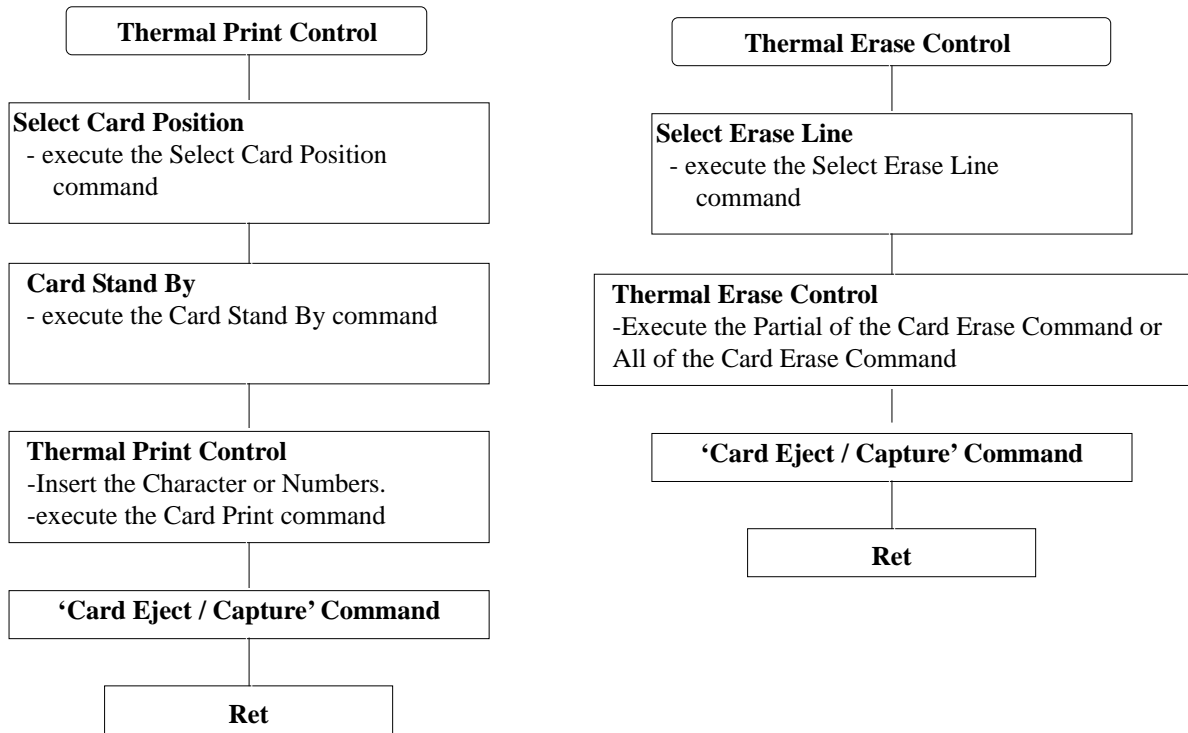 Thermal Print Control
Select Card Position
- execute the Select Card Position
command
Card Stand By
- execute the Card Stand By command
Thermal Print Control
-Insert the Character or Numbers.
-execute the Card Print command
‘Card Eject / Capture’ Command
Ret
Thermal Erase Control
Select Erase Line
- execute the Select Erase Line
command
Thermal Erase Control
-Execute the Partial of the Card Erase Command or
All of the Card Erase Command
‘Card Eject / Capture’ Command
Ret